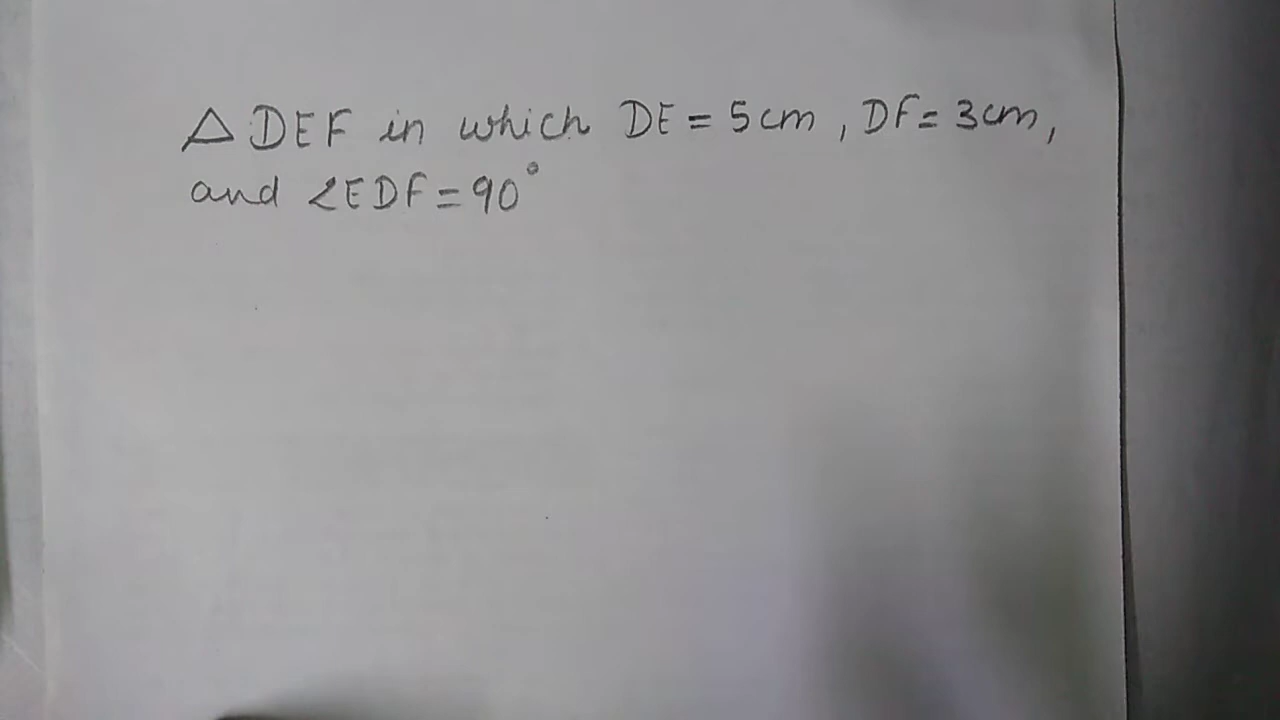 △ DEF in which DE = 5cm, DF = 3cm,
and ∠EDF = 90°